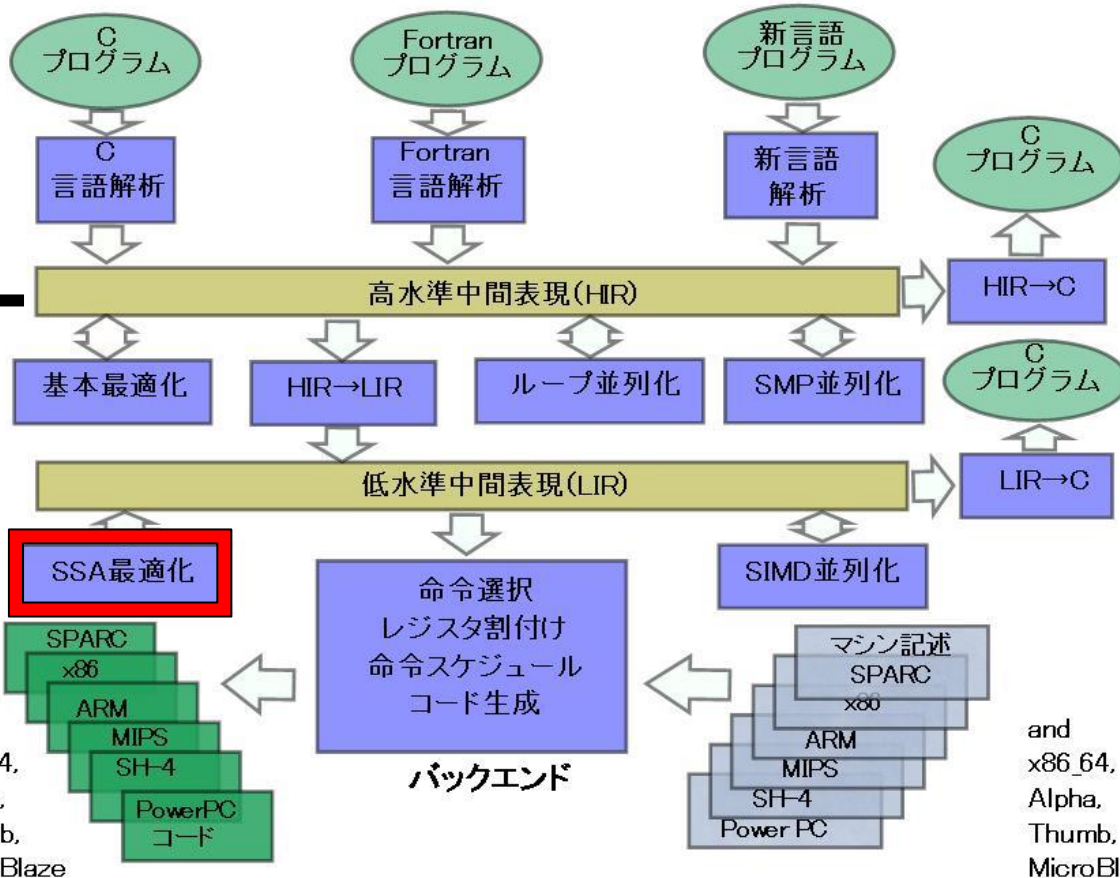 C
プログラム
Fortran
プログラム
新言語
プログラム
C
言語解析
Fortran
言語解析
新言語
解析
C
プログラム
高水準中間表現(HIR)
HIR→C
基本最適化
HIR→LIR
ループ並列化
SMP並列化
C
プログラム
低水準中間表現(LIR)
LIR→C
SSA最適化
命令選択
レジスタ割付け
命令スケジュール
コード生成
SIMD並列化
SPARC
x86
ARM
MIPS
SH-4
PowerPC
コード
バックエンド
マシン記述
SPARC
x86
ARM
MIPS
SH-4
Power PC
4,
,
b,
Blaze
and
x86_64,
Alpha,
Thumb,
MicroBl